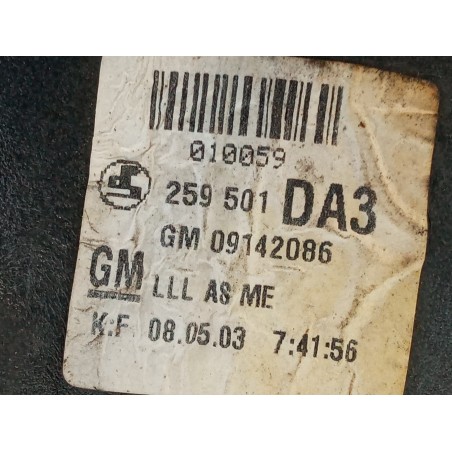 010059
259 501 DA3
GM 09142086
GM LLL AS ME
K:F 08.05.03 7:41:56